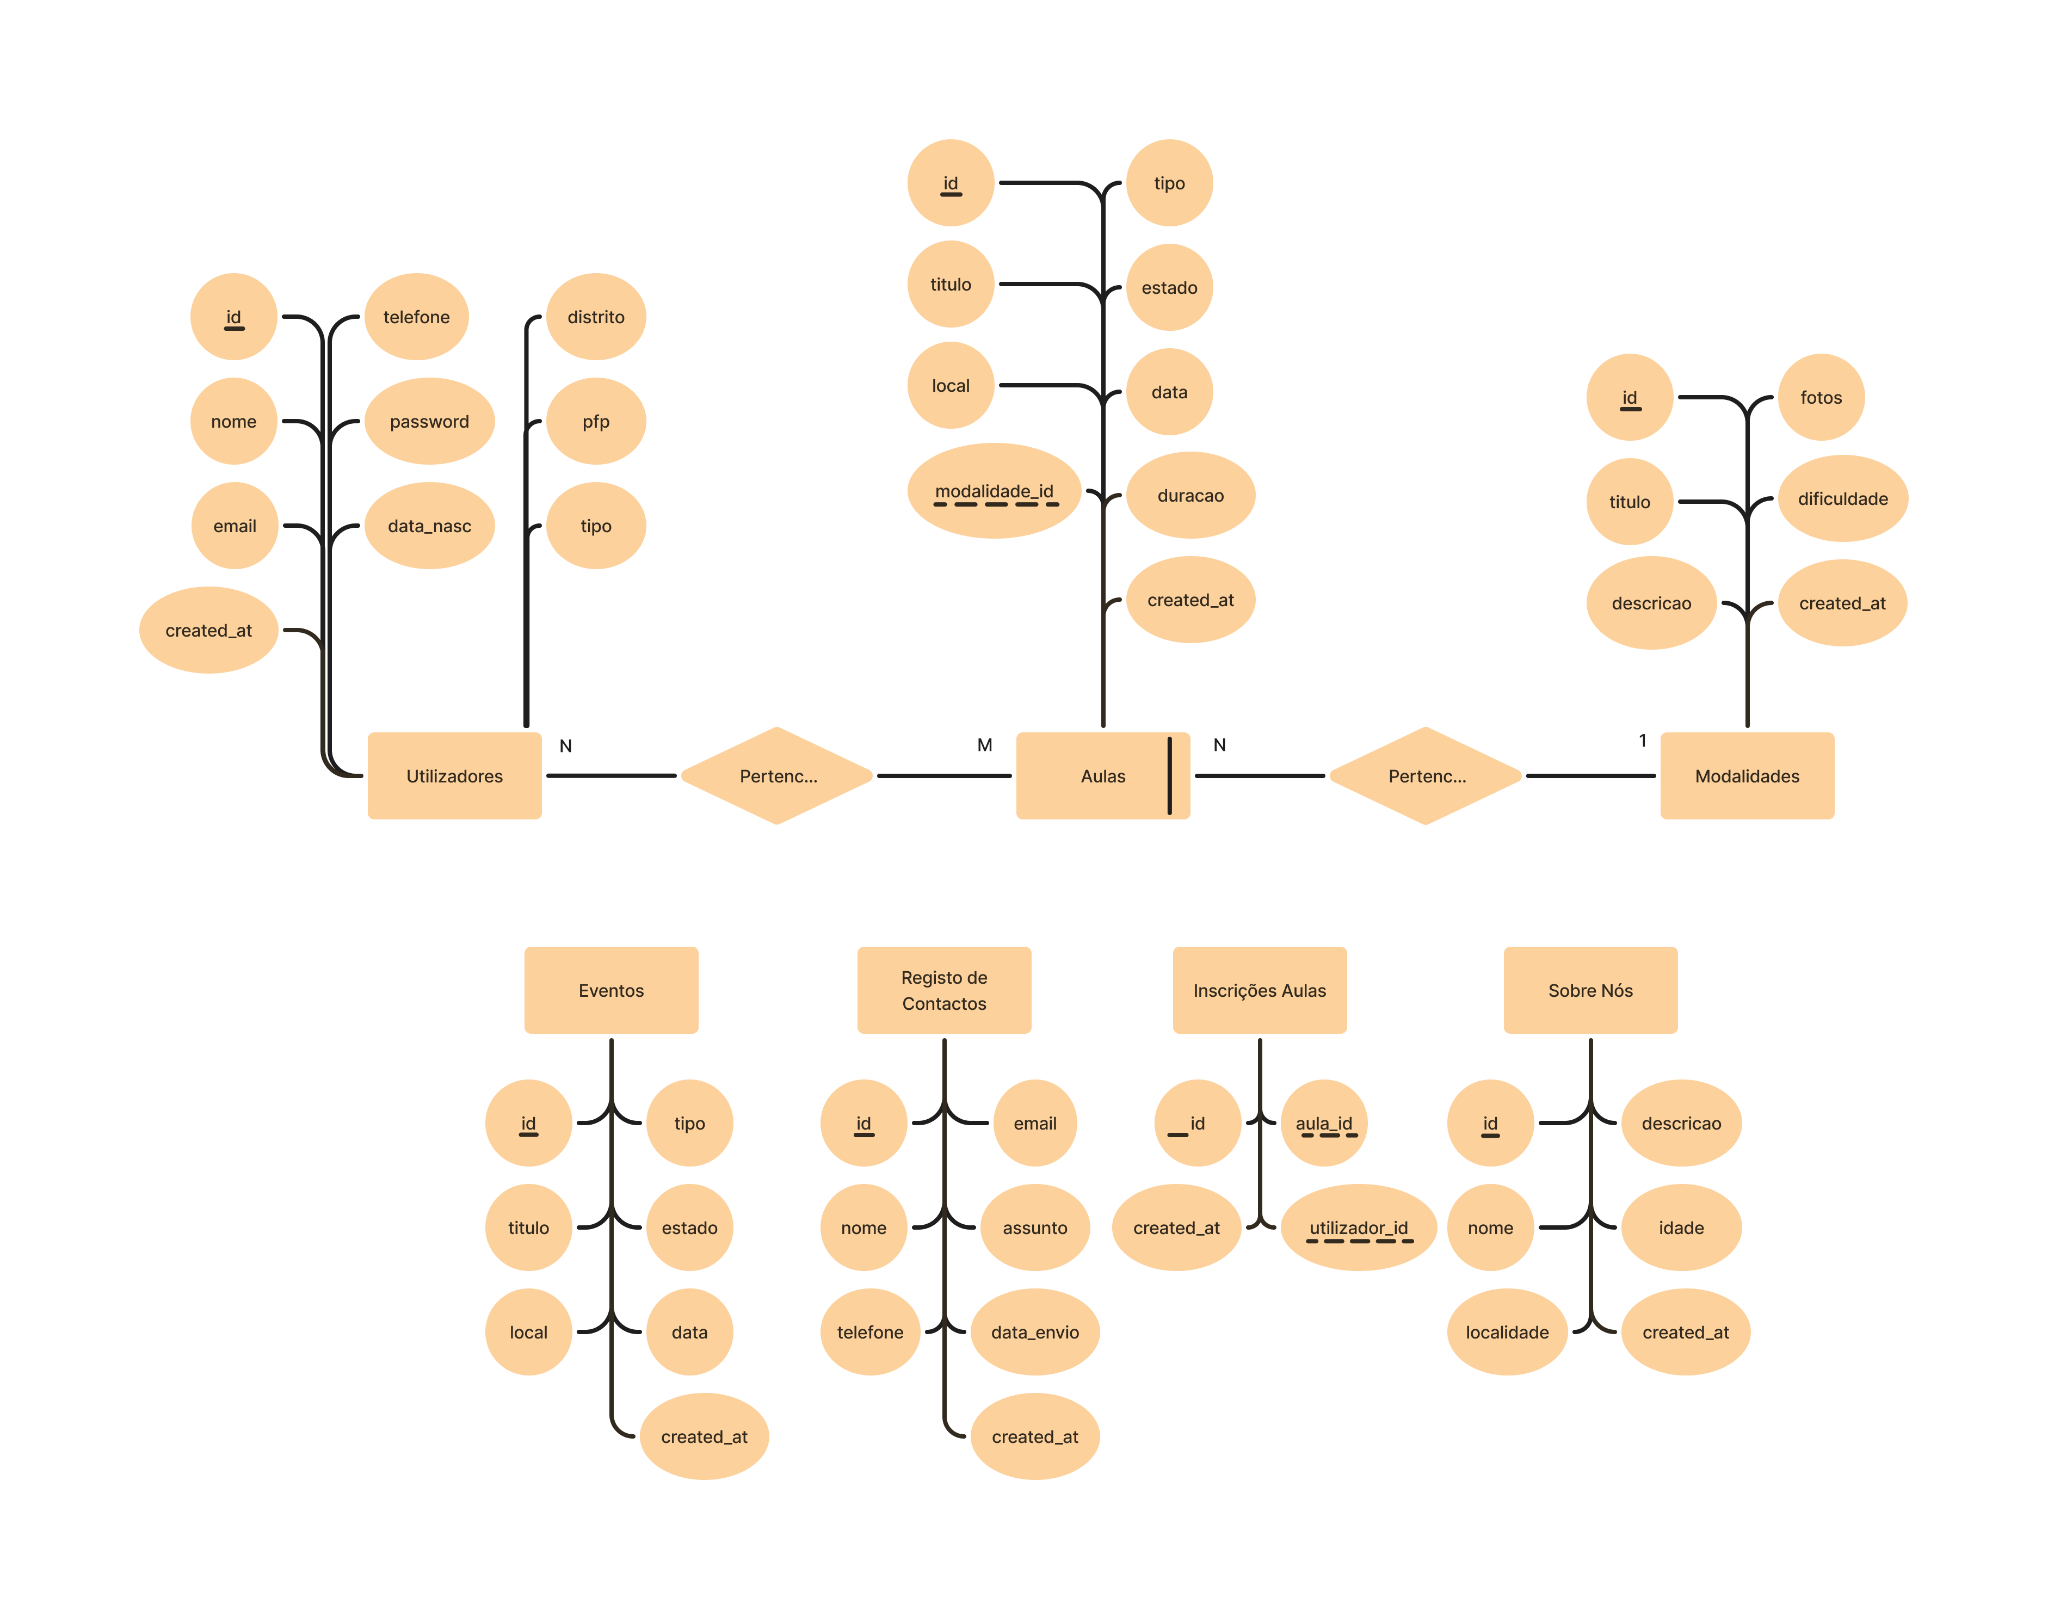 id
tipo
titulo
estado
id
telefone
distrito
local
data
id
fotos
nome
password
pfp
modalidade_id
duracao
titulo
dificuldade
email
data_nasc
tipo
created_at
created_at
descricao
created_at
N
M
N
1
Utilizadores
Pertenc...
Aulas
Pertenc...
Modalidades
Eventos
Registo de
Contactos
Inscrições Aulas
Sobre Nós
id
tipo
id
email
id
aula_id
id
descricao
titulo
estado
nome
assunto
created_at
utilizador_id
nome
idade
local
data
telefone
data_envio
localidade
created_at
created_at
created_at